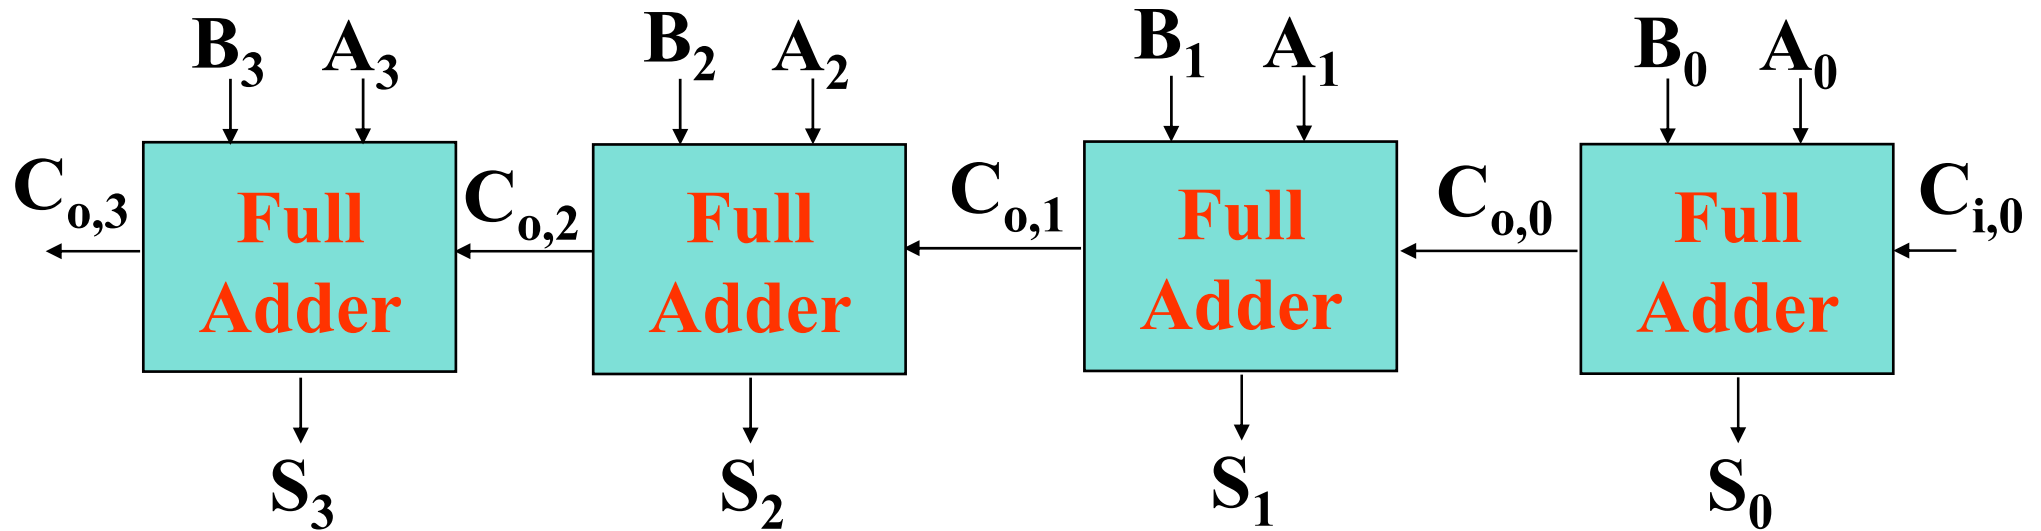 B₃ A₃ B₂ A₂ B₁ A₁ B₀ A₀
Cₒ,₃ Full Adder Cₒ,₂ Full Adder Cₒ,₁ Full Adder Cₒ,₀ Full Adder Cᵢ,₀
S₃ S₂ S₁ S₀